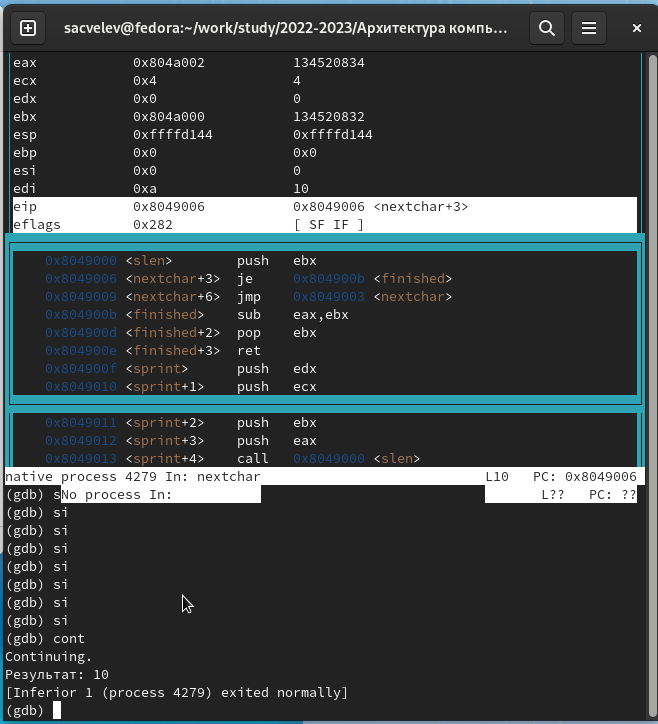 sacvelev@fedora:~/work/study/2022-2023/Архитектура компь...
eax 0x804a002 134520834
ecx 0x4 4
edx 0x0 0
ebx 0x804a000 134520832
esp 0xffffd144 0xffffd144
ebp 0x0 0x0
esi 0x0 0
edi 0xa 10
eip 0x8049006 0x8049006 <nextchar+3>
eflags 0x282 [ SF IF ]
0x8049000 <slen> push ebx
0x8049006 <nextchar+3> je 0x804900b <finished>
0x8049009 <nextchar+6> jmp 0x8049003 <nextchar>
0x804900b <finished> sub eax,ebx
0x804900d <finished+2> pop ebx
0x804900e <finished+3> ret
0x804900f <sprint> push edx
0x8049010 <sprint+1> push ecx
0x8049011 <sprint+2> push ebx
0x8049012 <sprint+3> push eax
0x8049013 <sprint+4> call 0x8049000 <slen>
native process 4279 In: nextchar L10 PC: 0x8049006
(gdb) sNo process In: L?? PC: ??
(gdb) si
(gdb) si
(gdb) si
(gdb) si
(gdb) si
(gdb) si
(gdb) si
(gdb) cont
Continuing.
Результат: 10
[Inferior 1 (process 4279) exited normally]
(gdb)